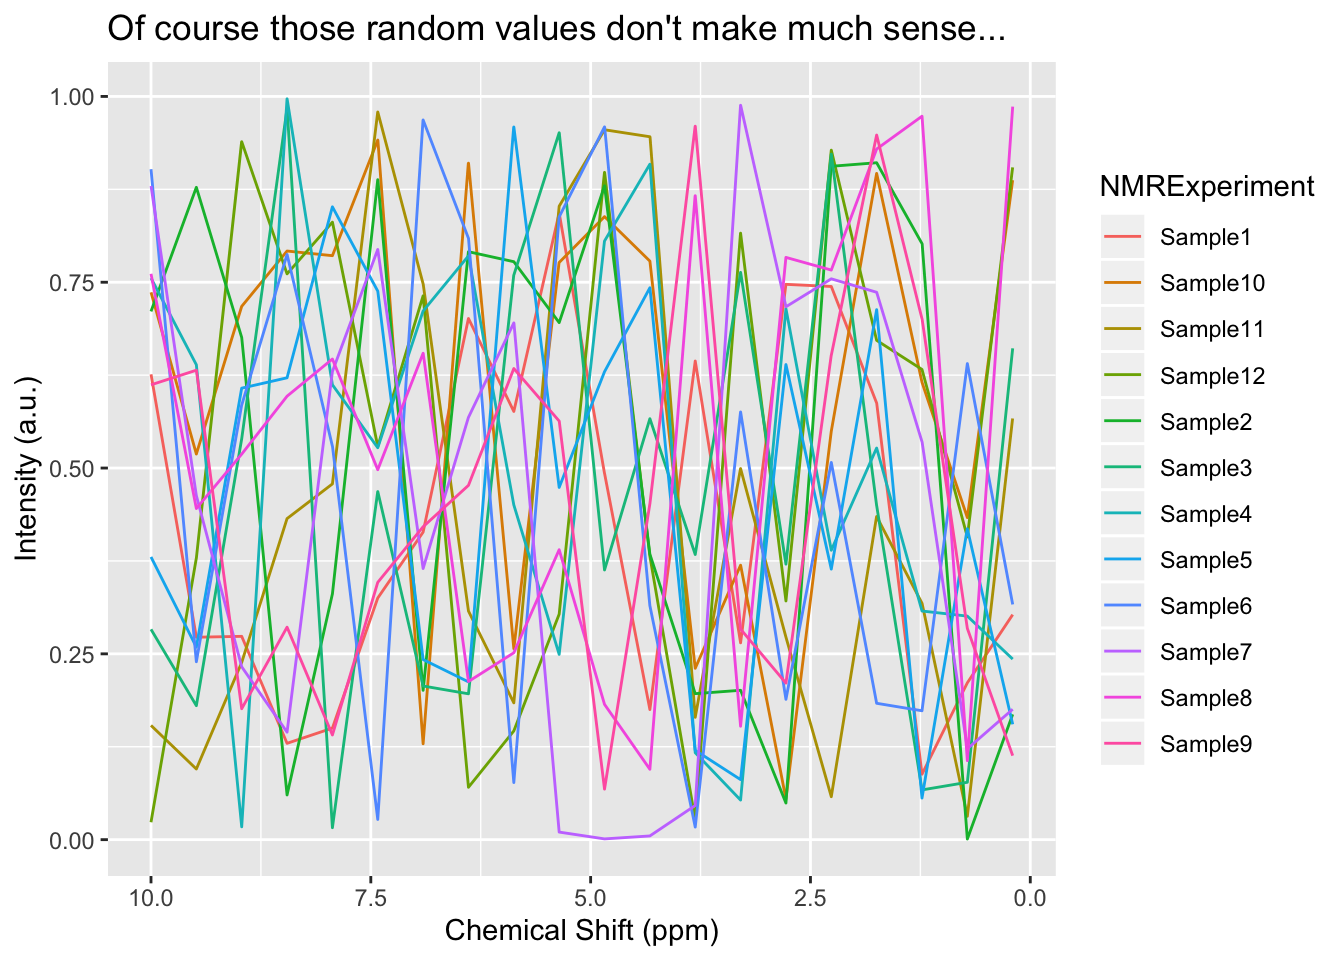 Of course those random values don't make much sense...
1.00
0.75
0.50
0.25
0.00
Intensity (a.u.)
10.0 7.5 5.0 2.5 0.0
Chemical Shift (ppm)
NMRExperiment
Sample1
Sample10
Sample11
Sample12
Sample2
Sample3
Sample4
Sample5
Sample6
Sample7
Sample8
Sample9